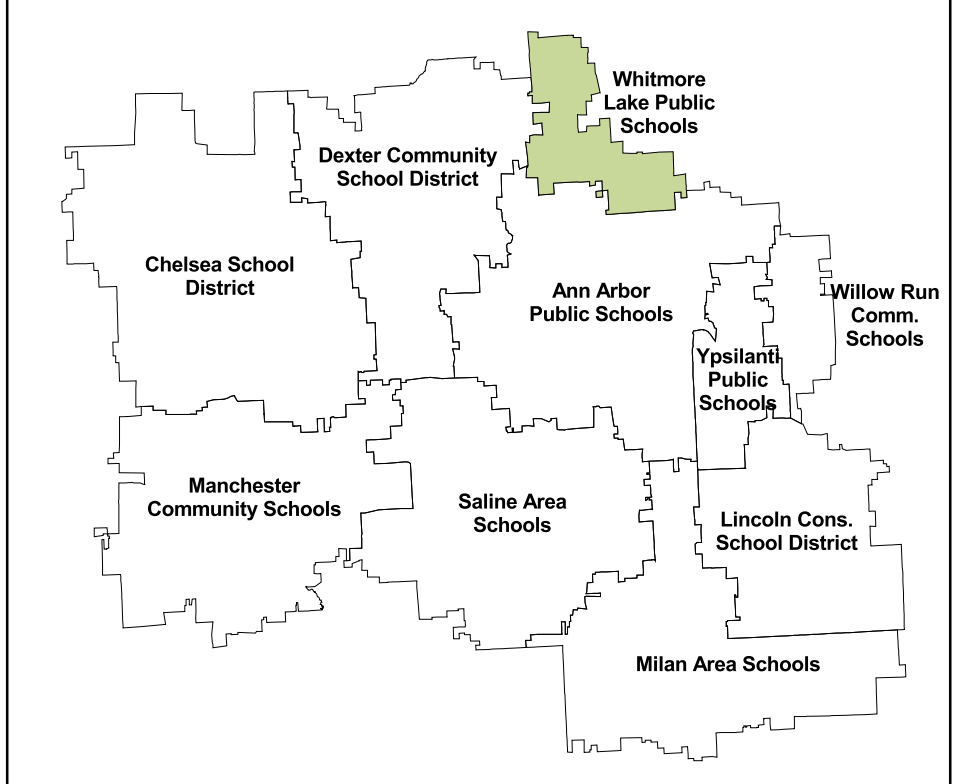 Whitmore
Lake Public
Schools
Dexter Community
School District
Chelsea School
District
Ann Arbor
Public Schools
Willow Run
Comm.
Schools
Ypsilanti
Public
Schools
Manchester
Community Schools
Saline Area
Schools
Lincoln Cons.
School District
Milan Area Schools